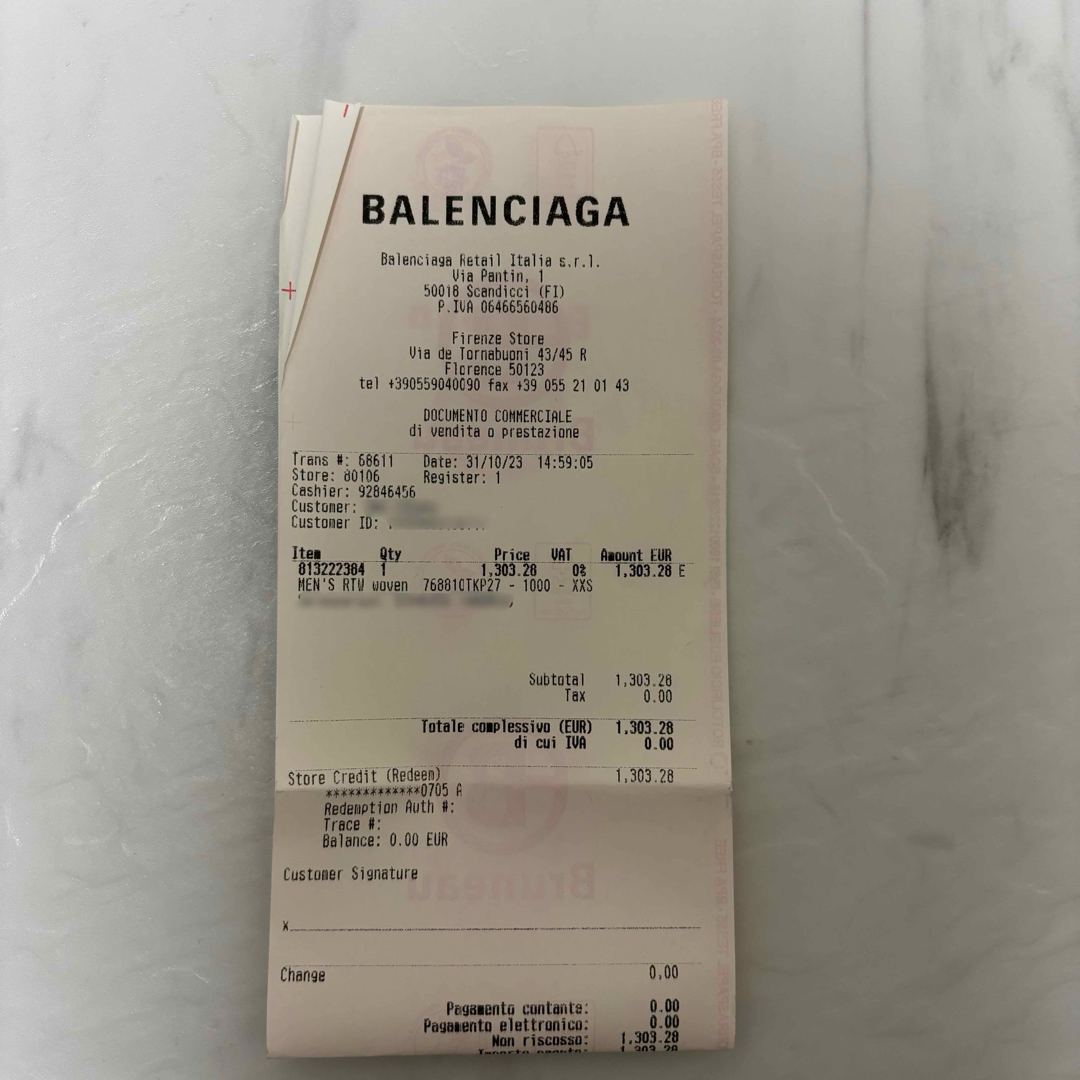 BALENCIAGA
Balenciaga Retail Italia s.r.l.
Via Pantin, 1
50018 Scandicci (FI)
P.IVA 06466560486
Firenze Store
Via de Tornabuoni 43/45 R
Florence 50123
tel +390559040090 fax +39 055 21 01 43
DOCUMENTO COMMERCIALE
di vendita o prestazione
Trans #: 68611 Date: 31/10/23 14:59:05
Store: 80106 Register: 1
Cashier: 92846456
Customer:
Customer ID:
Item Qty Price VAT Amount EUR
813222384 1 1,303.28 0% 1,303.28 E
MEN'S RTW woven 768810TKP27 - 1000 - XXS
Subtotal 1,303.28
Tax 0.00
Totale complessivo (EUR) 1,303.28
di cui IVA 0.00
Store Credit (Redeem) 1,303.28
*************0705 A
Redemption Auth #:
Trace #:
Balance: 0.00 EUR
Customer Signature
Bruneau
x
Change 0,00
Pagamento contante: 0.00
Pagamento elettronico: 0.00
Non riscosso: 1,303.28
Importo pagato: 1,303.28